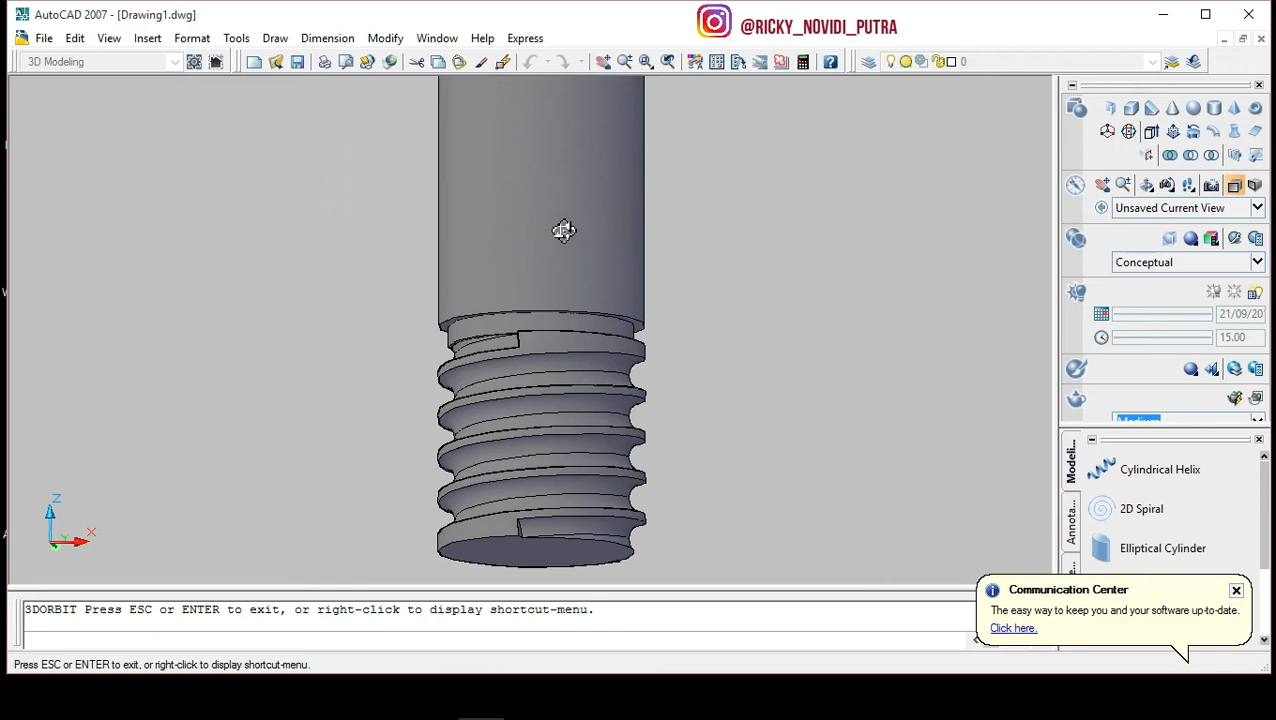 AutoCAD 2007 - [Drawing1.dwg]
@RICKY_NOVIDI_PUTRA
File Edit View Insert Format Tools Draw Dimension Modify Window Help Express
3D Modeling
0
Unsaved Current View
Conceptual
21/09/20
15.00
Medium
Modeli...
Annota...
Cylindrical Helix
2D Spiral
Elliptical Cylinder
Z
Y
X
Communication Center
The easy way to keep you and your software up-to-date.
Click here.
3DORBIT Press ESC or ENTER to exit, or right-click to display shortcut-menu.
Press ESC or ENTER to exit, or right-click to display shortcut-menu.